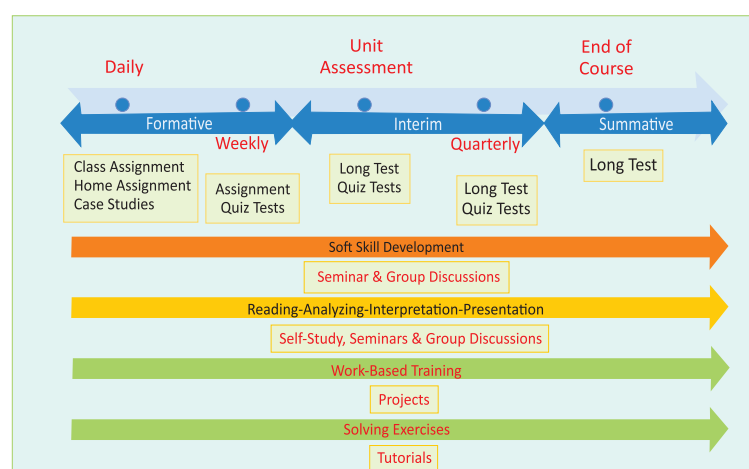 Daily
Unit
Assessment
End of
Course
Formative
Interim
Summative
Weekly
Quarterly
Class Assignment
Home Assignment
Case Studies
Assignment
Quiz Tests
Long Test
Quiz Tests
Long Test
Quiz Tests
Long Test
Soft Skill Development
Seminar & Group Discussions
Reading-Analyzing-Interpretation-Presentation
Self-Study, Seminars & Group Discussions
Work-Based Training
Projects
Solving Exercises
Tutorials